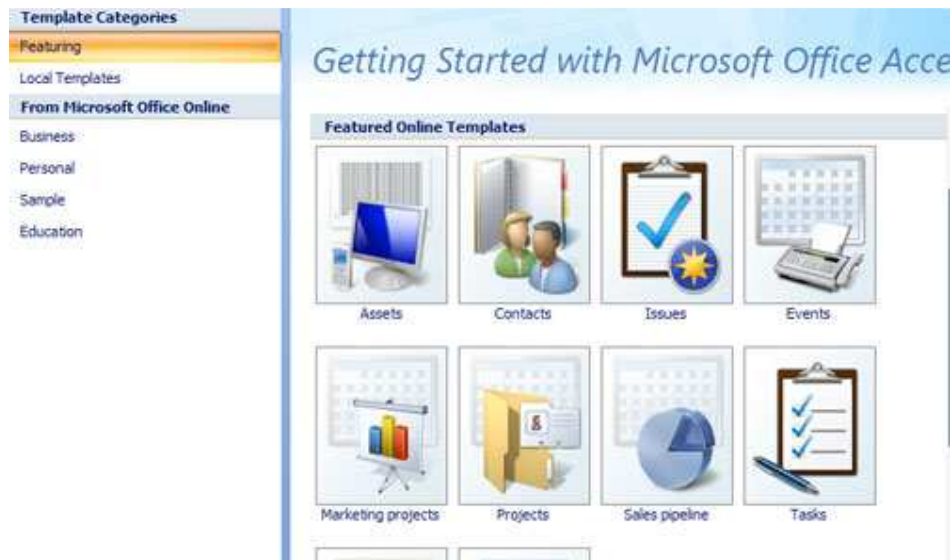 Template Categories
Featuring
Local Templates
From Microsoft Office Online
Business
Personal
Sample
Education
Getting Started with Microsoft Office Acce
Featured Online Templates
Assets
Contacts
Issues
Events
Marketing projects
Projects
Sales pipeline
Tasks